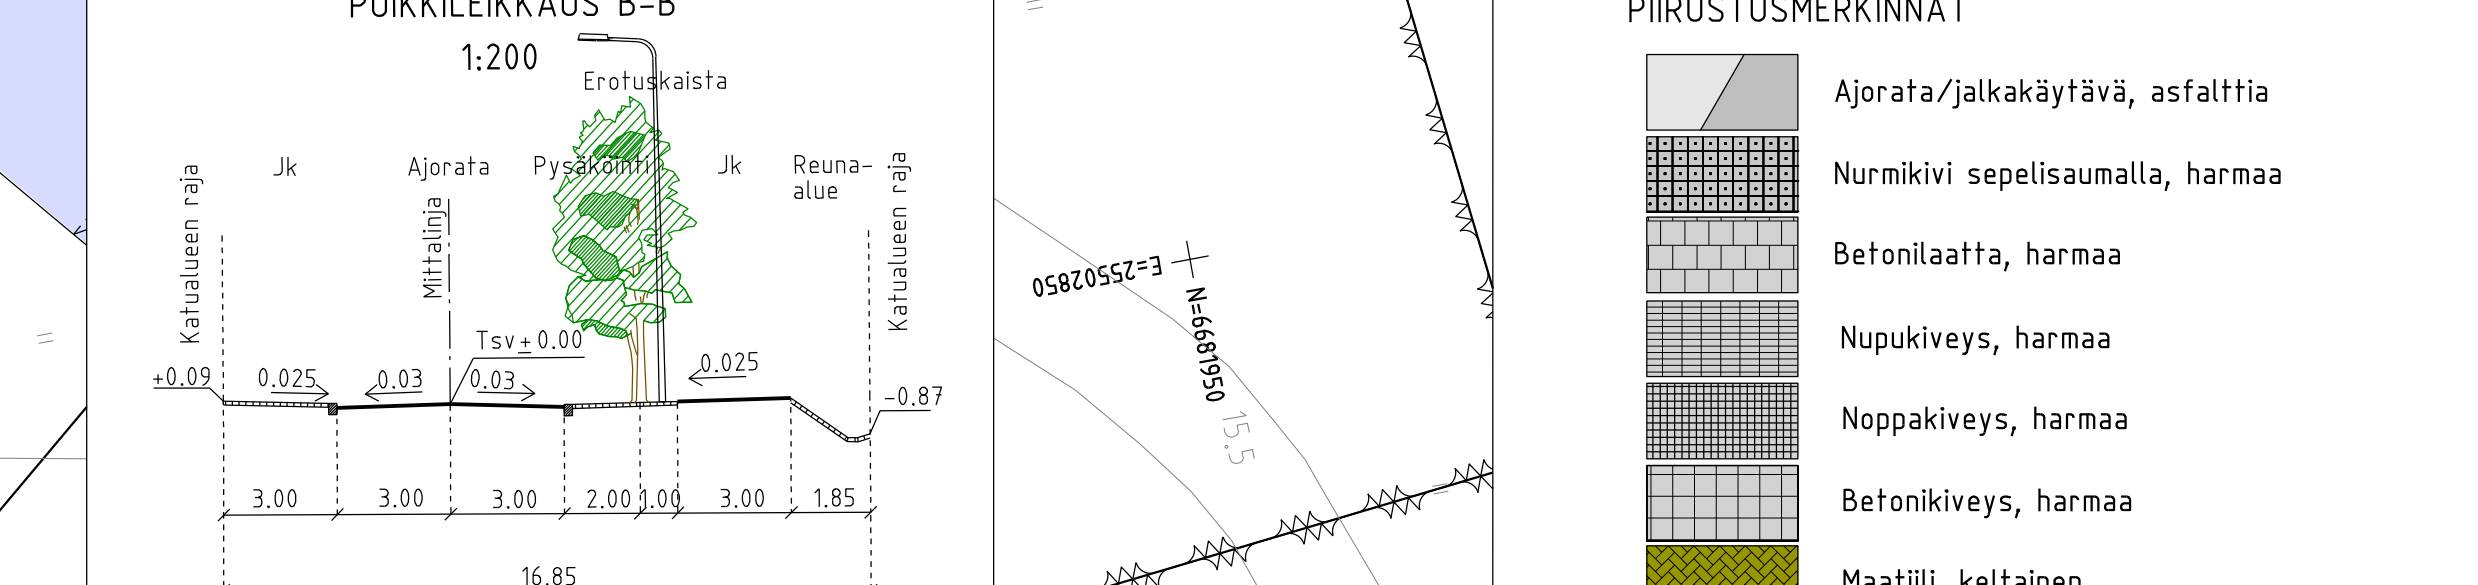 POIKKILEIKKAUS B-B
1:200
Erotuskaista
Katualueen raja
Jk
Ajorata
Pysäköinti
Jk
Reuna-
alue
Katualueen raja
Mittalinja
Tsv±0.00
+0.09
0.025
0.03
0.03
0.025
-0.87
3.00
3.00
3.00
2.00
1.00
3.00
1.85
16.85
E=25502850
N=6681950
15.5
PIIRUSTUSMERKINNÄT
Ajorata/jalkakäytävä, asfalttia
Nurmikivi sepelisaumalla, harmaa
Betonilaatta, harmaa
Nupukiveys, harmaa
Noppakiveys, harmaa
Betonikiveys, harmaa
Maatiili, keltainen